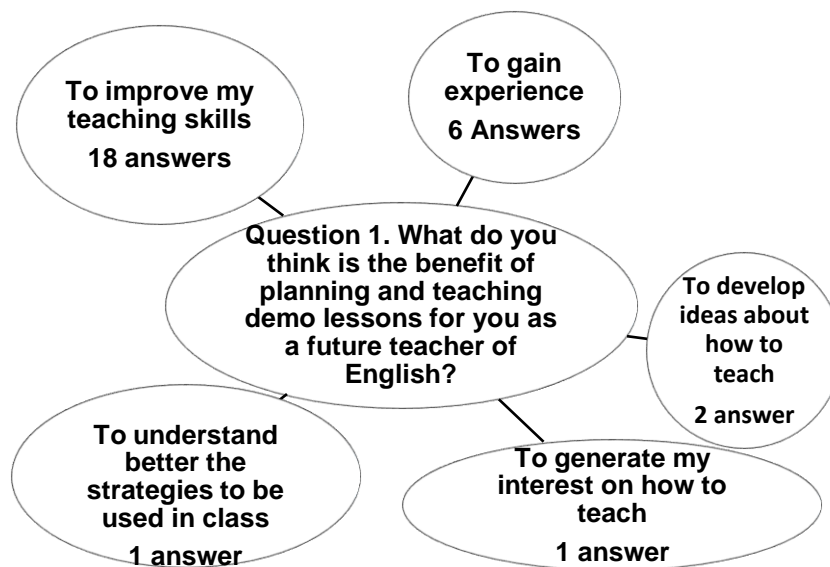 To improve my
teaching skills
18 answers
To gain
experience
6 Answers
Question 1. What do you
think is the benefit of
planning and teaching
demo lessons for you as
a future teacher of
English?
To develop
ideas about
how to
teach
2 answer
To understand
better the
strategies to be
used in class
1 answer
To generate my
interest on how to
teach
1 answer